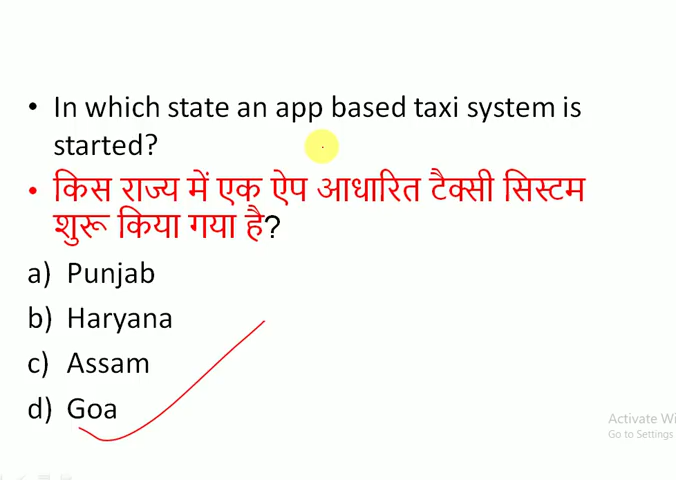 • In which state an app based taxi system is
started?
• किस राज्य में एक ऐप आधारित टैक्सी सिस्टम
शुरू किया गया है?
a) Punjab
b) Haryana
c) Assam
d) Goa
Activate Wi
Go to Settings